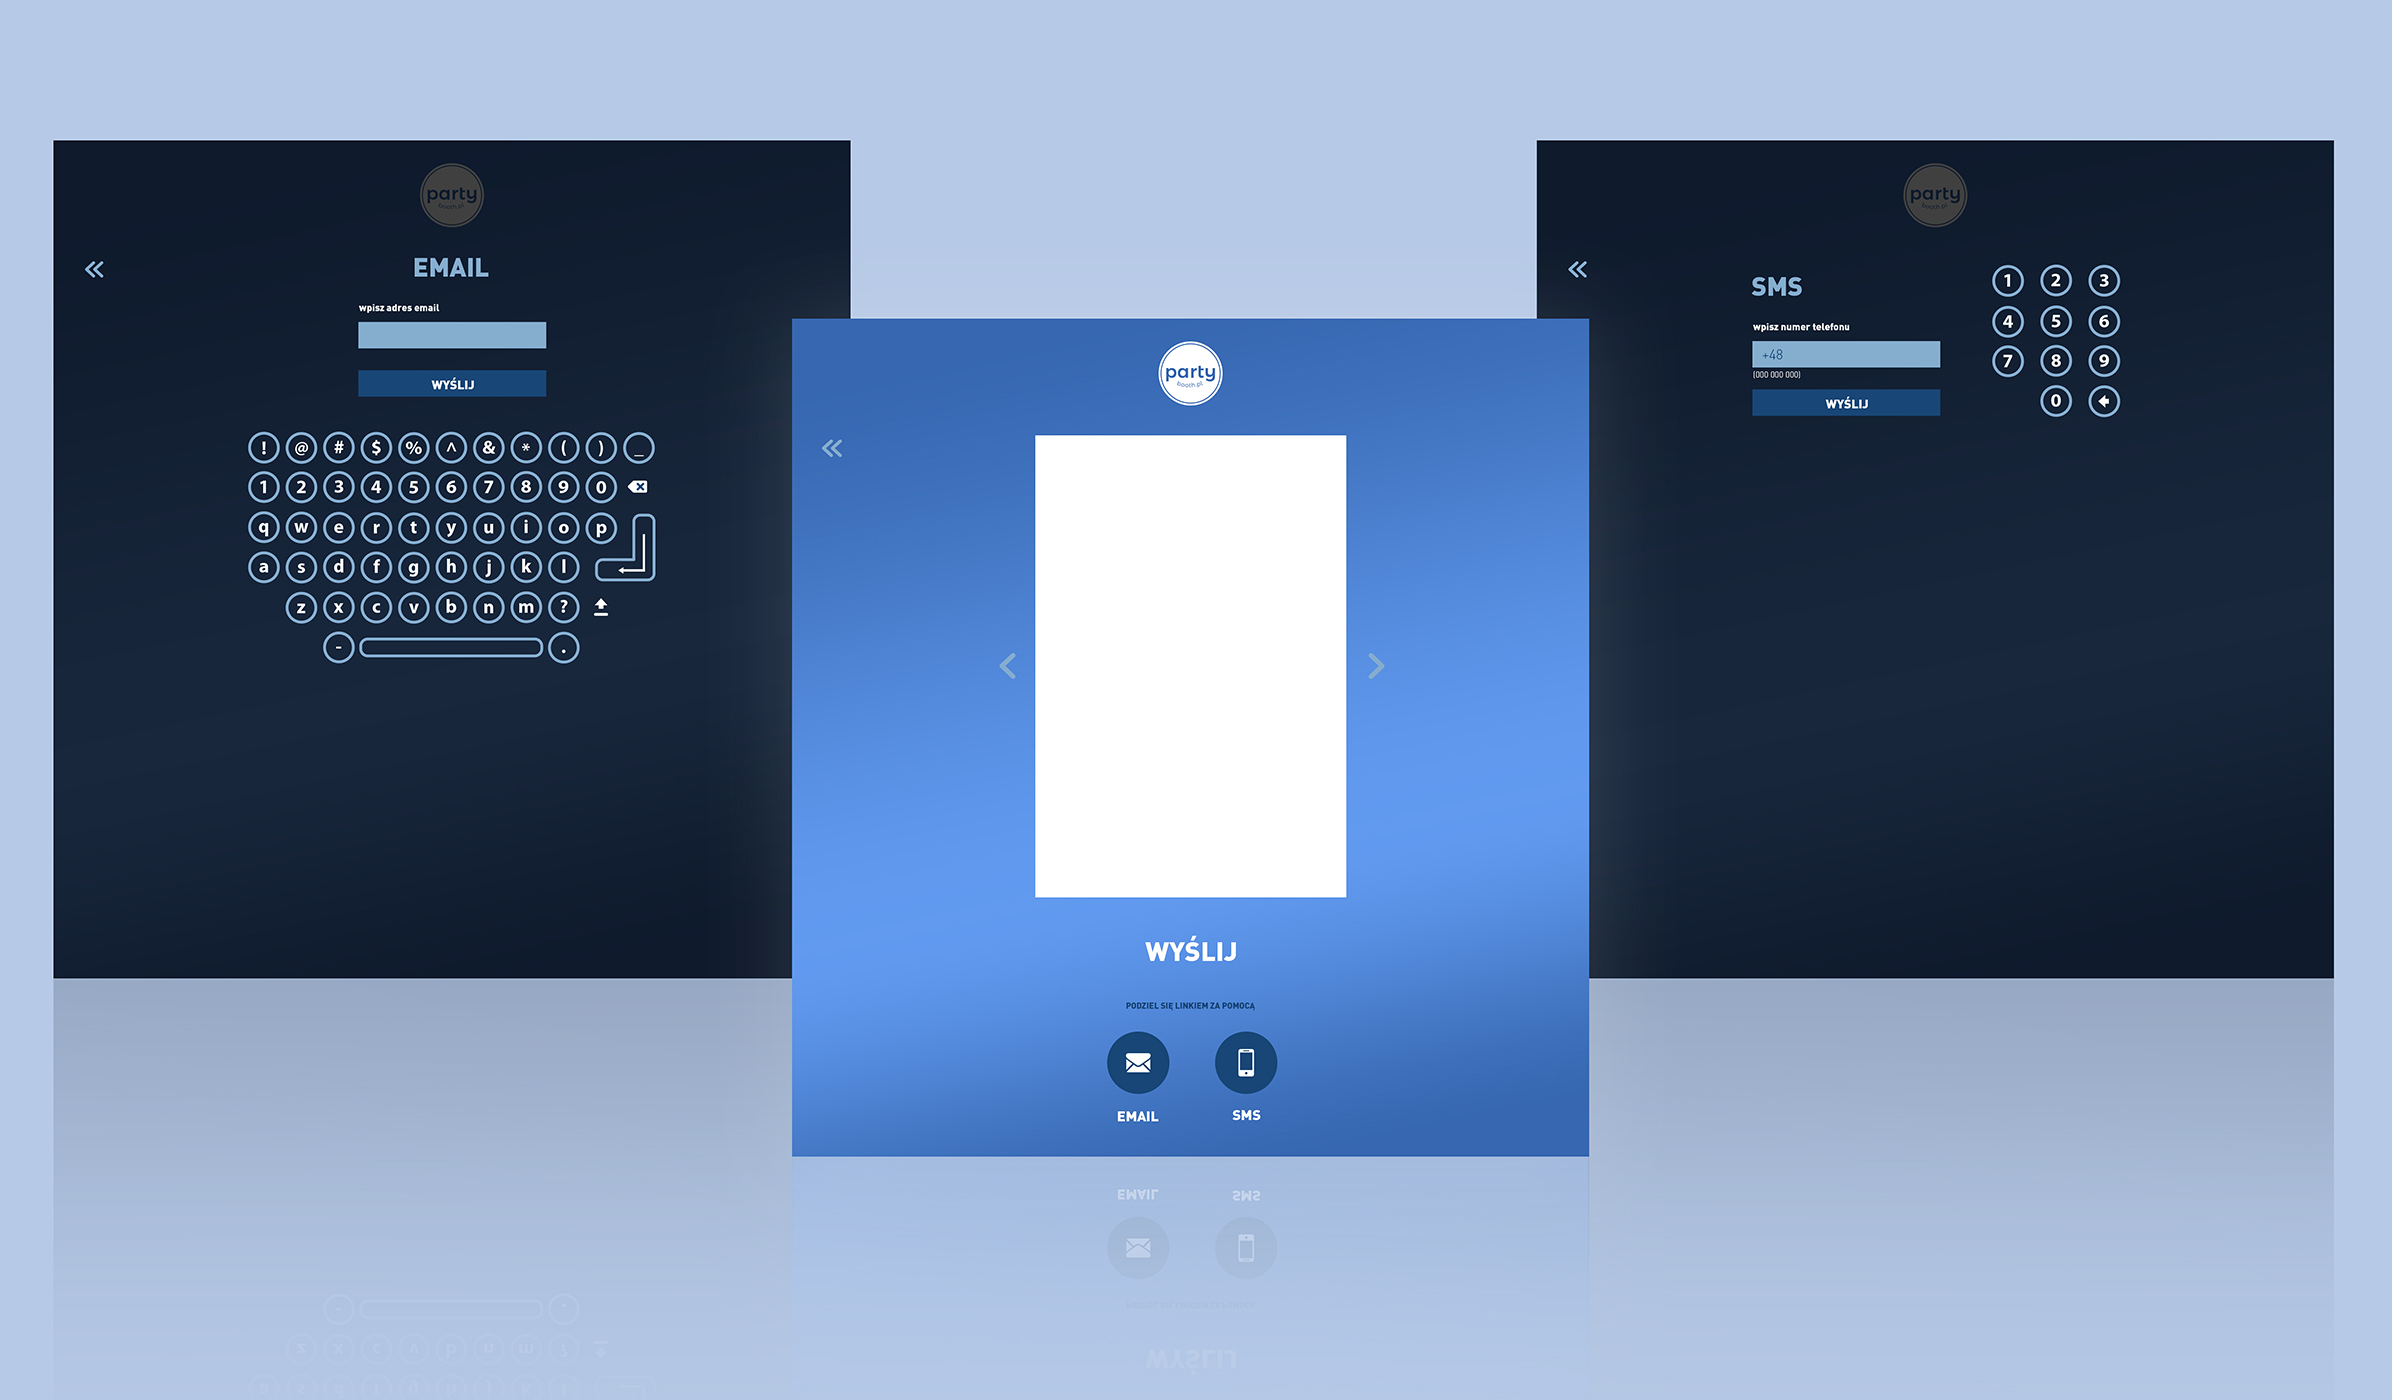 party
booth.pl
EMAIL
wpisz adres email
WYŚLIJ
! @ # $ % ^ & * ( ) _
1 2 3 4 5 6 7 8 9 0
q w e r t y u i o p
a s d f g h j k l
z x c v b n m ?
- .
party
booth.pl
WYŚLIJ
PODZIEL SIĘ LINKIEM ZA POMOCĄ
EMAIL SMS
party
booth.pl
SMS
wpisz numer telefonu
+48
(000 000 000)
WYŚLIJ
1 2 3
4 5 6
7 8 9
0